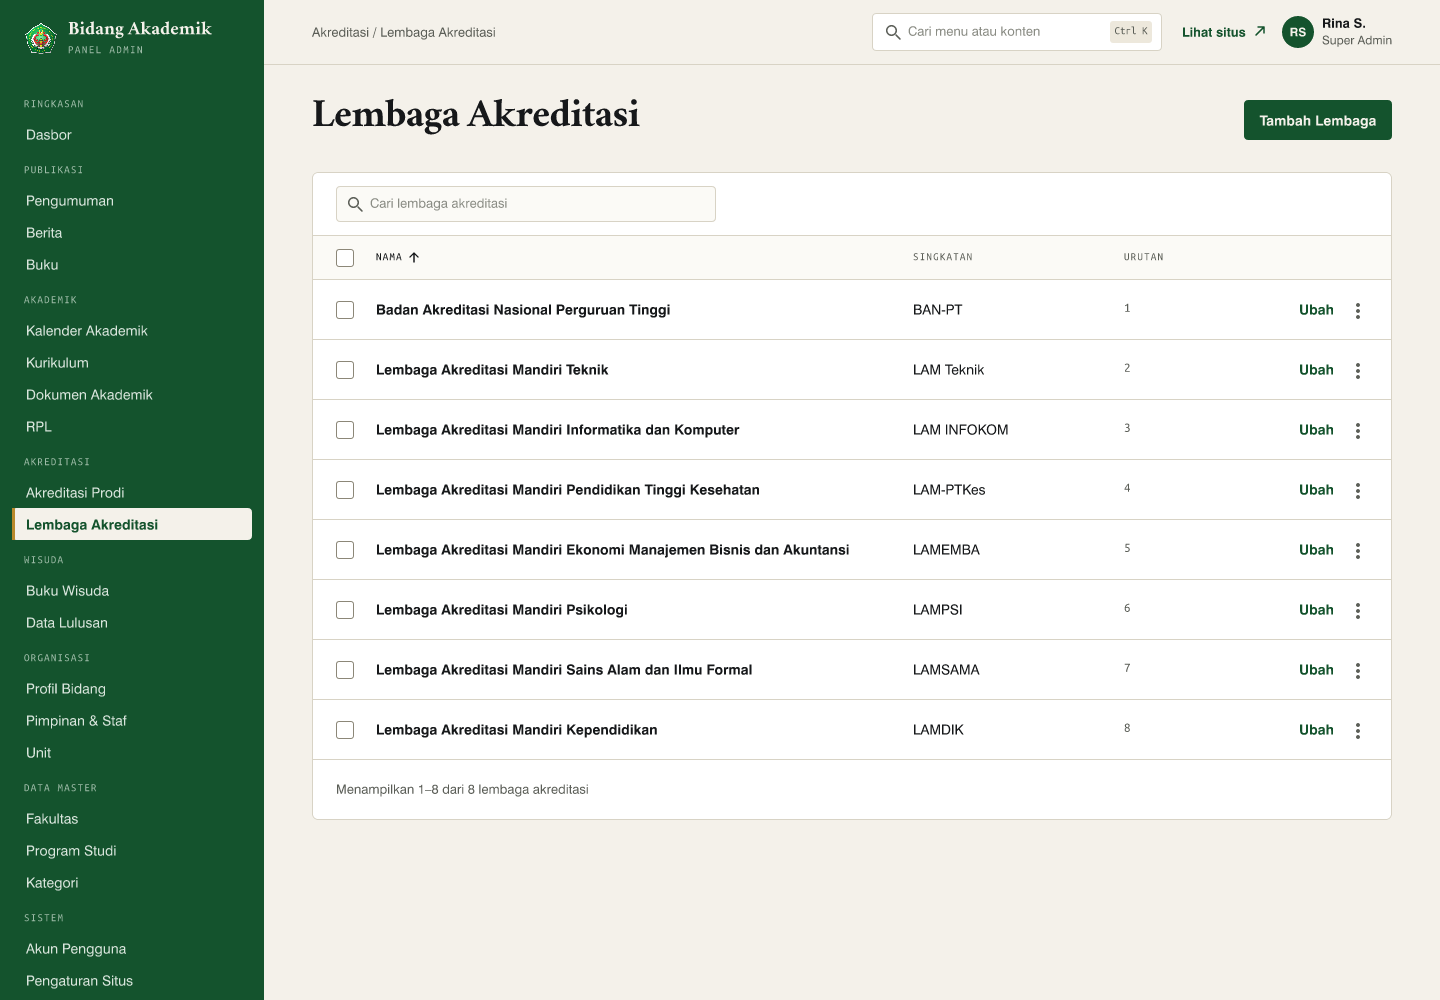 Bidang Akademik
PANEL ADMIN
RINGKASAN
Dasbor
PUBLIKASI
Pengumuman
Berita
Buku
AKADEMIK
Kalender Akademik
Kurikulum
Dokumen Akademik
RPL
AKREDITASI
Akreditasi Prodi
Lembaga Akreditasi
WISUDA
Buku Wisuda
Data Lulusan
ORGANISASI
Profil Bidang
Pimpinan & Staf
Unit
DATA MASTER
Fakultas
Program Studi
Kategori
SISTEM
Akun Pengguna
Pengaturan Situs
Akreditasi / Lembaga Akreditasi
Cari menu atau konten Ctrl K
Lihat situs
RS
Rina S.
Super Admin
Lembaga Akreditasi
Tambah Lembaga
Cari lembaga akreditasi
NAMA SINGKATAN URUTAN
Badan Akreditasi Nasional Perguruan Tinggi BAN-PT 1 Ubah
Lembaga Akreditasi Mandiri Teknik LAM Teknik 2 Ubah
Lembaga Akreditasi Mandiri Informatika dan Komputer LAM INFOKOM 3 Ubah
Lembaga Akreditasi Mandiri Pendidikan Tinggi Kesehatan LAM-PTKes 4 Ubah
Lembaga Akreditasi Mandiri Ekonomi Manajemen Bisnis dan Akuntansi LAMEMBA 5 Ubah
Lembaga Akreditasi Mandiri Psikologi LAMPSI 6 Ubah
Lembaga Akreditasi Mandiri Sains Alam dan Ilmu Formal LAMSAMA 7 Ubah
Lembaga Akreditasi Mandiri Kependidikan LAMDIK 8 Ubah
Menampilkan 1–8 dari 8 lembaga akreditasi